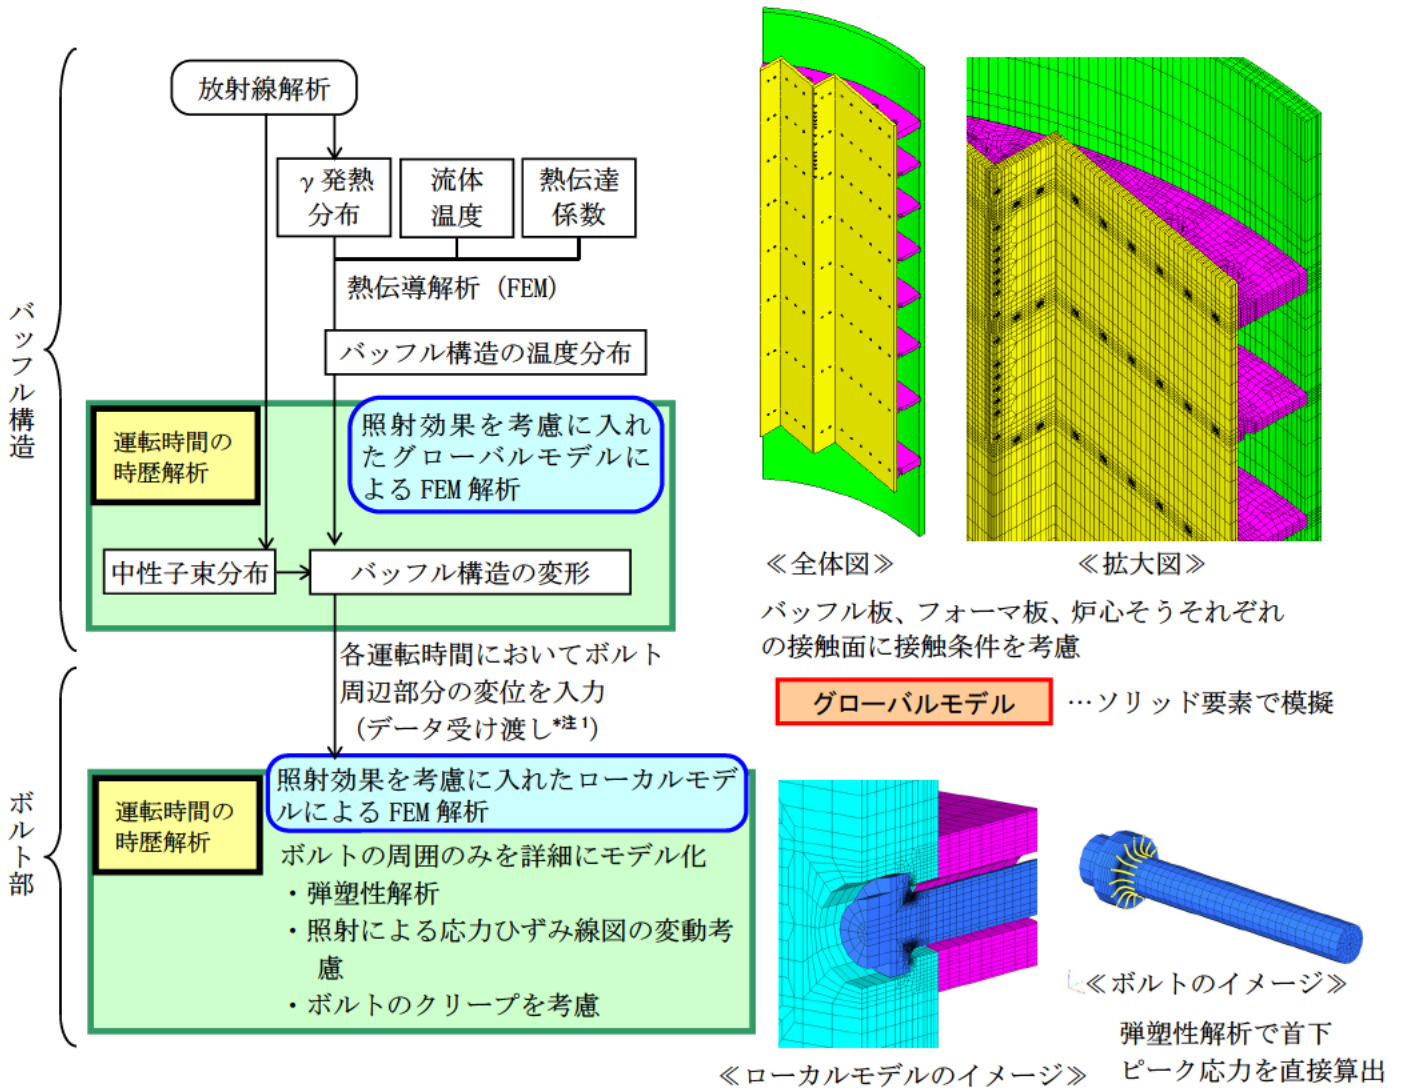 バッフル構造
放射線解析
γ発熱
分布
流体
温度
熱伝達
係数
熱伝導解析 (FEM)
バッフル構造の温度分布
運転時間の
時歴解析
照射効果を考慮に入れ
たグローバルモデルに
よる FEM 解析
中性子束分布
バッフル構造の変形
各運転時間においてボルト
周辺部分の変位を入力
(データ受け渡し*注1)
ボルト部
運転時間の
時歴解析
照射効果を考慮に入れたローカルモデ
ルによる FEM 解析
ボルトの周囲のみを詳細にモデル化
・弾塑性解析
・照射による応力ひずみ線図の変動考
慮
・ボルトのクリープを考慮
≪全体図≫
≪拡大図≫
バッフル板、フォーマ板、炉心そうそれぞれ
の接触面に接触条件を考慮
グローバルモデル
…ソリッド要素で模擬
≪ローカルモデルのイメージ≫
≪ボルトのイメージ≫
弾塑性解析で首下
ピーク応力を直接算出